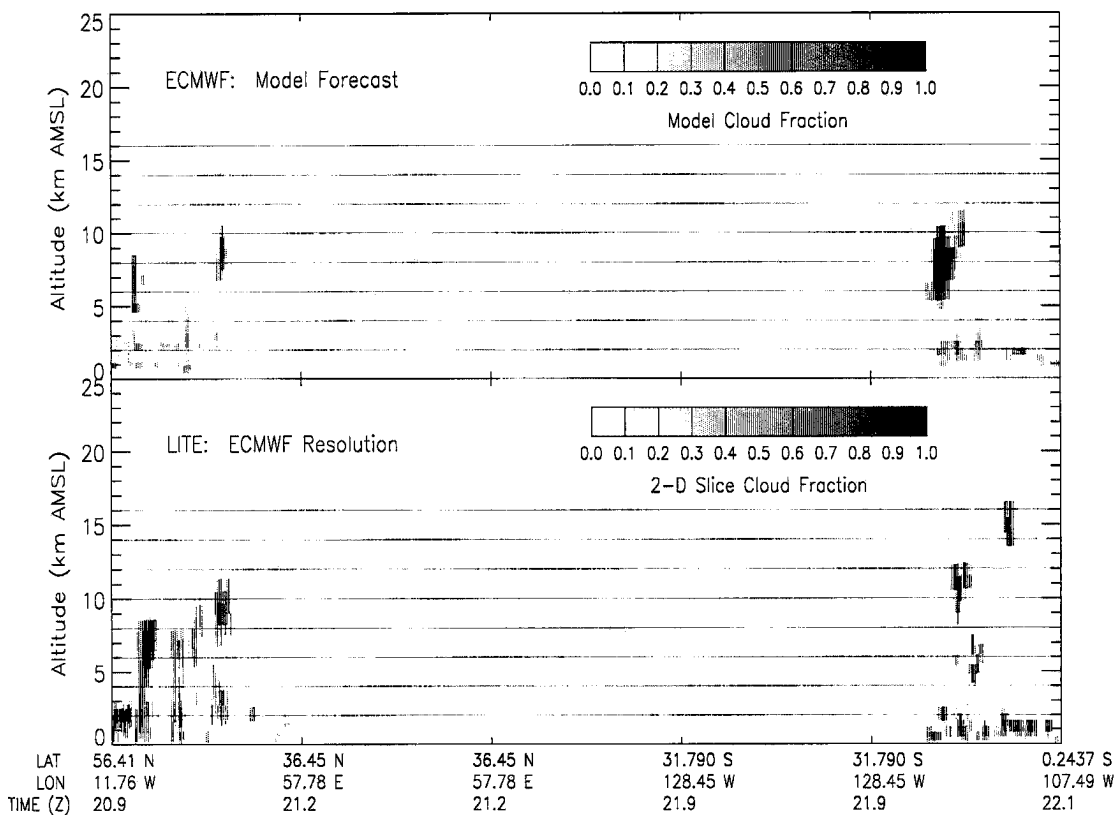 25
20
15
10
5
0
Altitude (km AMSL)
ECMWF: Model Forecast
0.0 0.1 0.2 0.3 0.4 0.5 0.6 0.7 0.8 0.9 1.0
Model Cloud Fraction
25
20
15
10
5
0
Altitude (km AMSL)
LITE: ECMWF Resolution
0.0 0.1 0.2 0.3 0.4 0.5 0.6 0.7 0.8 0.9 1.0
2-D Slice Cloud Fraction
LAT 56.41 N 36.45 N 36.45 N 31.790 S 31.790 S 0.2437 S
LON 11.76 W 57.78 E 57.78 E 128.45 W 128.45 W 107.49 W
TIME (Z) 20.9 21.2 21.2 21.9 21.9 22.1